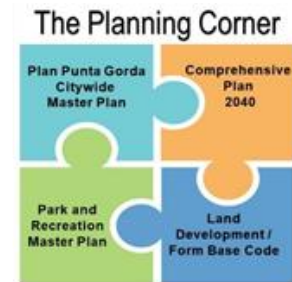 The Planning Corner
Plan Punta Gorda
Citywide
Master Plan
Comprehensive
Plan
2040
Park and
Recreation
Master Plan
Land
Development /
Form Base Code